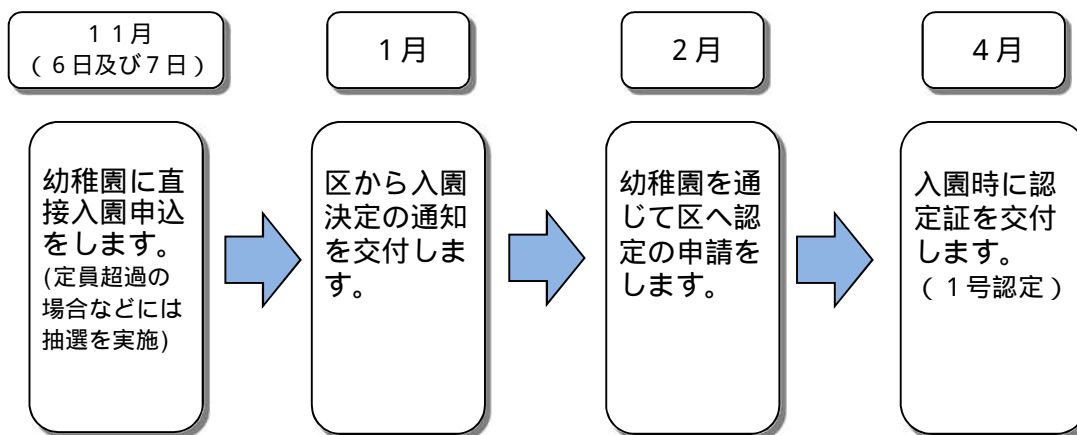 １１月
（６日及び７日）
幼稚園に直
接入園申込
をします。
(定員超過の
場合などには
抽選を実施)
１月
区から入園
決定の通知
を交付しま
す。
２月
幼稚園を通
じて区へ認
定の申請を
します。
４月
入園時に認
定証を交付
します。
（１号認定）